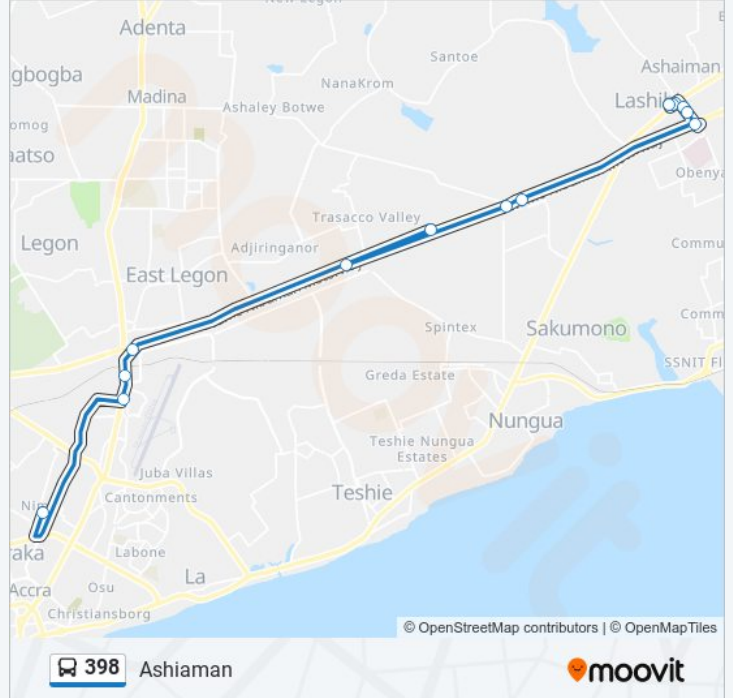 New Legon
Adenta
Santoe
gbogba
NanaKrom
Ashaiman
Madina
Ashaley Botwe
Lashib
omog
aatso
Obenya
Trasacco Valley
Legon
Adjiringanor
Commu
East Legon
Comm
Spintex
Sakumono
SSNIT Fl
Greda Estate
Nungua
Teshie Nungua
Estates
Juba Villas
Teshie
Cantonments
Nim
raka
Labone
La
Accra
Osu
Christiansborg
© OpenStreetMap contributors | © OpenMapTiles
398 Ashiaman
moovit